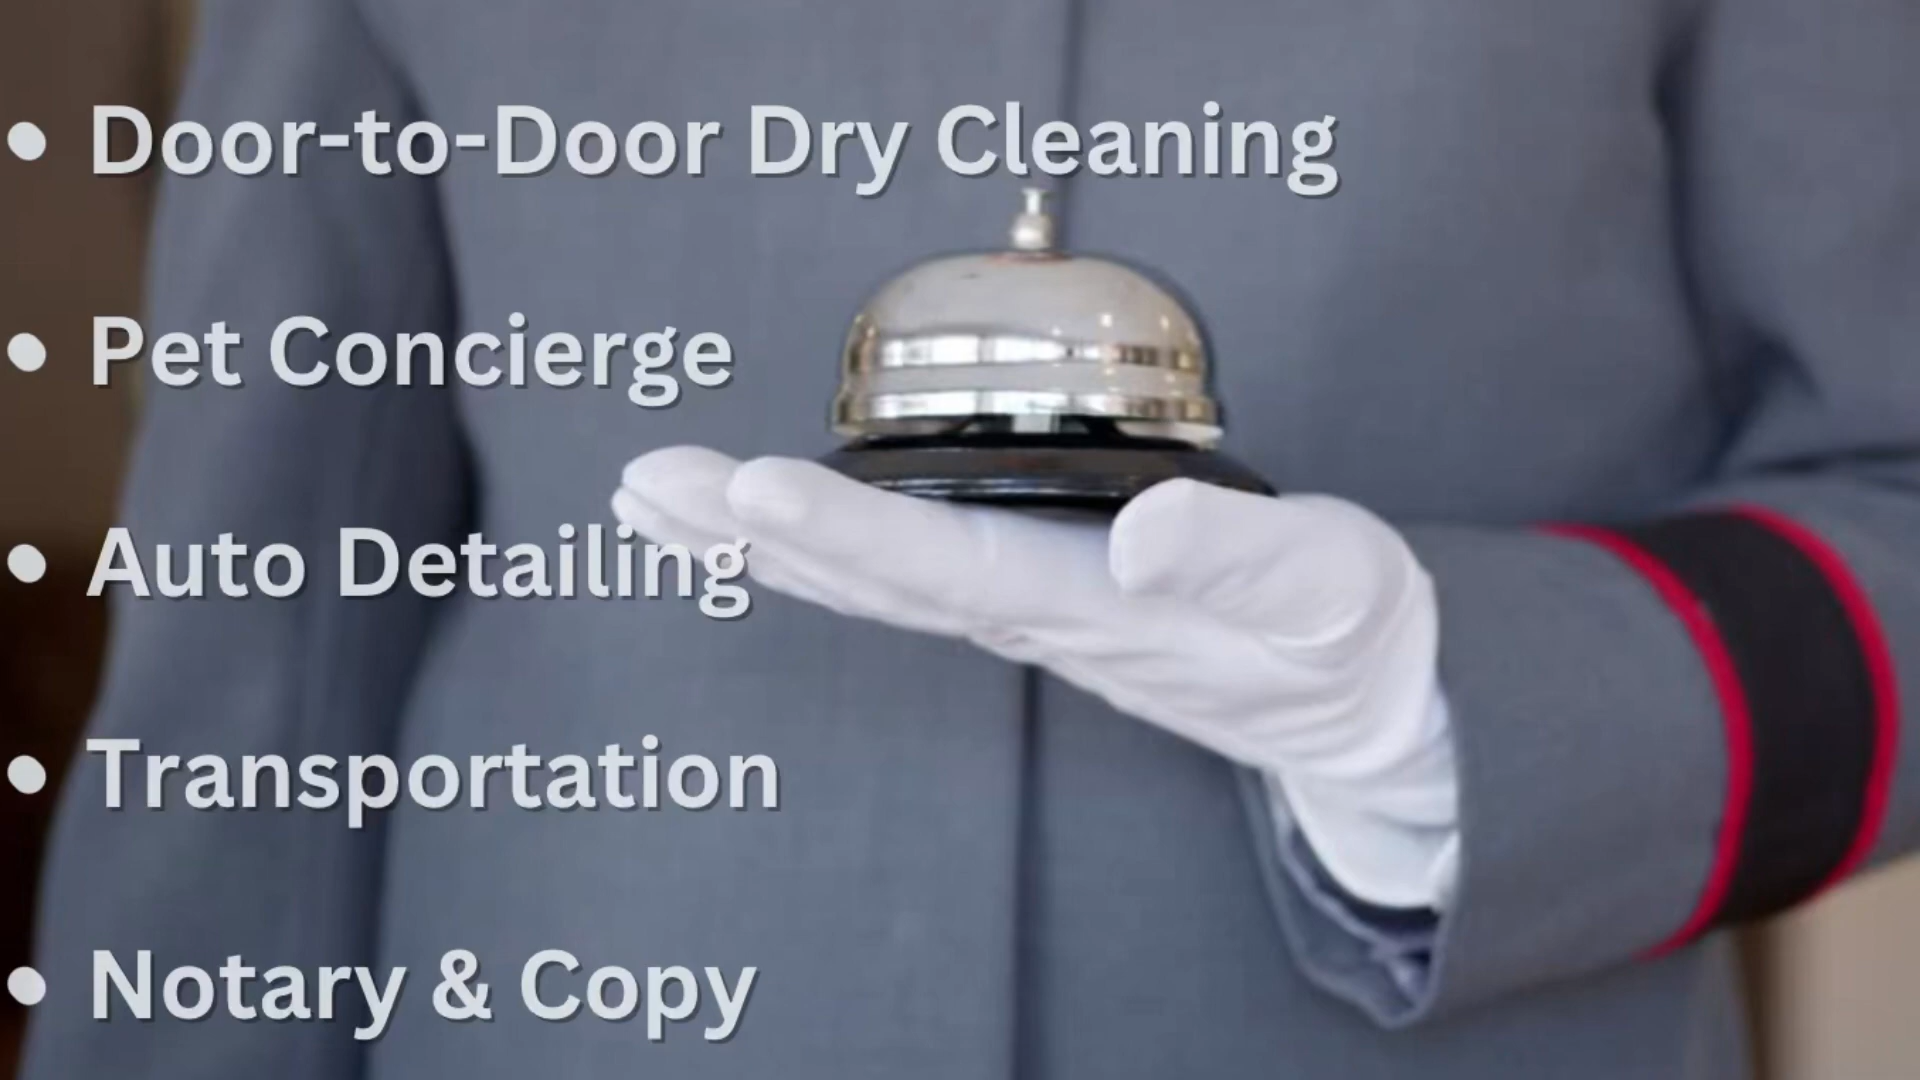 • Door-to-Door Dry Cleaning
• Pet Concierge
• Auto Detailing
• Transportation
• Notary & Copy